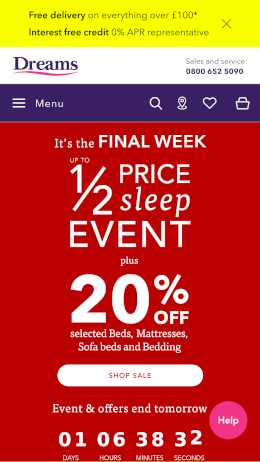 Free delivery on everything over £100*
Interest free credit 0% APR representative
Dreams
Sales and service:
0800 652 5090
Menu
It's the FINAL WEEK
UP TO
1/2 PRICE
sleep
EVENT
plus
20% OFF
selected Beds, Mattresses,
Sofa beds and Bedding
SHOP SALE
Event & offers end tomorrow
Help
01 06 38 32
DAYS HOURS MINUTES SECONDS